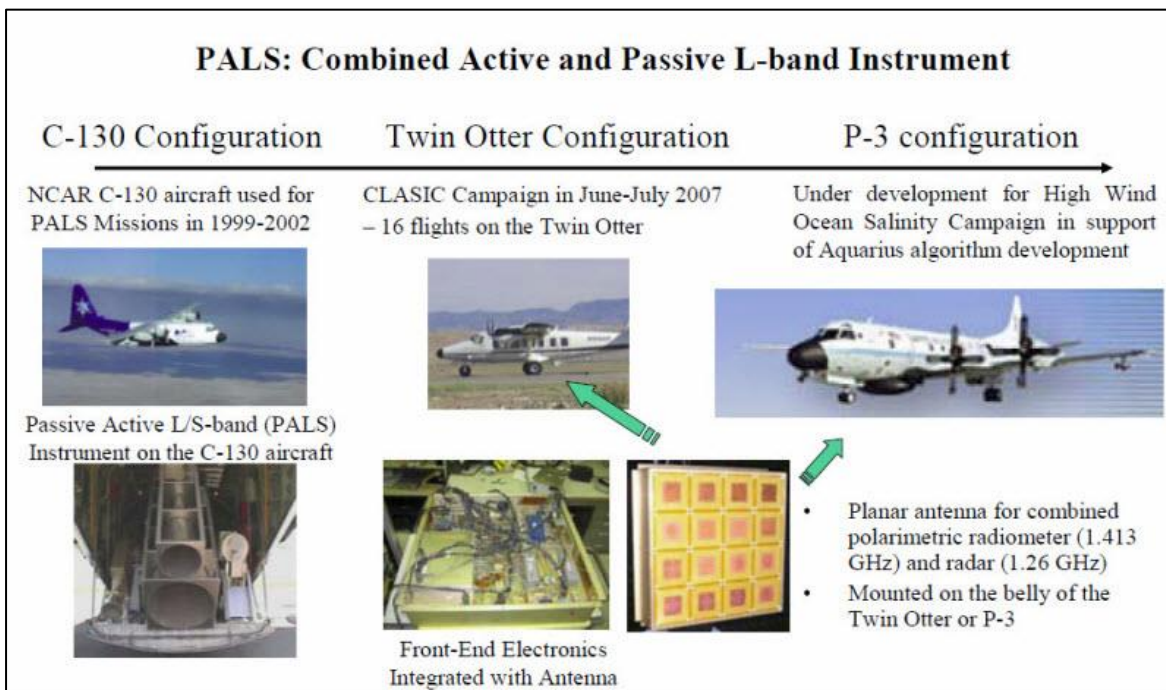 PALS: Combined Active and Passive L-band Instrument
C-130 Configuration
NCAR C-130 aircraft used for
PALS Missions in 1999-2002
Passive Active L/S-band (PALS)
Instrument on the C-130 aircraft
Twin Otter Configuration
CLASIC Campaign in June-July 2007
– 16 flights on the Twin Otter
Front-End Electronics
Integrated with Antenna
P-3 configuration
Under development for High Wind
Ocean Salinity Campaign in support
of Aquarius algorithm development
• Planar antenna for combined
polarimetric radiometer (1.413
GHz) and radar (1.26 GHz)
• Mounted on the belly of the
Twin Otter or P-3